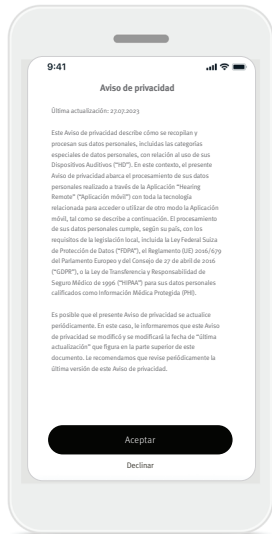 9:41
Aviso de privacidad
Última actualización: 27.07.2023
Este Aviso de privacidad describe cómo se recopilan y
procesan sus datos personales, incluidas las categorías
especiales de datos personales, con relación al uso de sus
Dispositivos Auditivos ("HD"). En este contexto, el presente
Aviso de privacidad abarca el procesamiento de sus datos
personales realizado a través de la Aplicación "Hearing
Remote" ("Aplicación móvil") con toda la tecnología
relacionada para acceder o utilizar de otro modo la Aplicación
móvil, tal como se describe a continuación. El procesamiento
de sus datos personales cumple, según su país, con los
requisitos de la legislación local, incluida la Ley Federal Suiza
de Protección de Datos ("FDPA"), el Reglamento (UE) 2016/679
del Parlamento Europeo y del Consejo de 27 de abril de 2016
("GDPR"), o la Ley de Transferencia y Responsabilidad de
Seguro Médico de 1996 ("HIPAA") para sus datos personales
calificados como Información Médica Protegida (PHI).
Es posible que el presente Aviso de privacidad se actualice
periódicamente. En este caso, le informaremos que este Aviso
de privacidad se modificó y se modificará la fecha de "última
actualización" que figura en la parte superior de este
documento. Le recomendamos que revise periódicamente la
última versión de este Aviso de privacidad.
Aceptar
Declinar